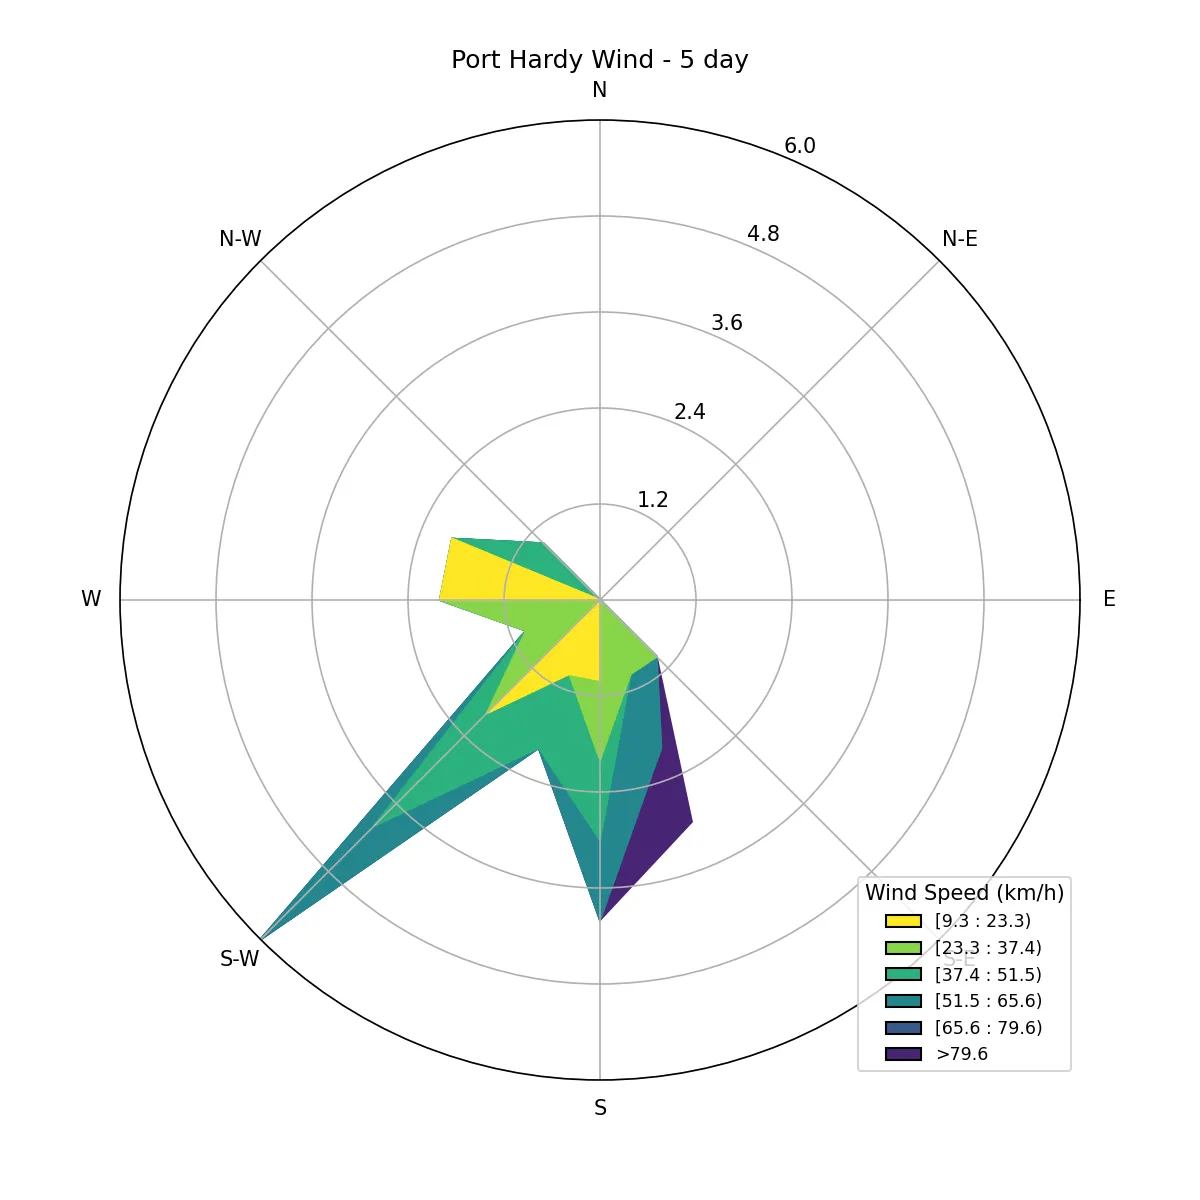 Port Hardy Wind - 5 day
N
6.0
N-W
N-E
4.8
3.6
2.4
1.2
W
E
S-W
S-E
S
Wind Speed (km/h)
[9.3 : 23.3)
[23.3 : 37.4)
[37.4 : 51.5)
[51.5 : 65.6)
[65.6 : 79.6)
>79.6